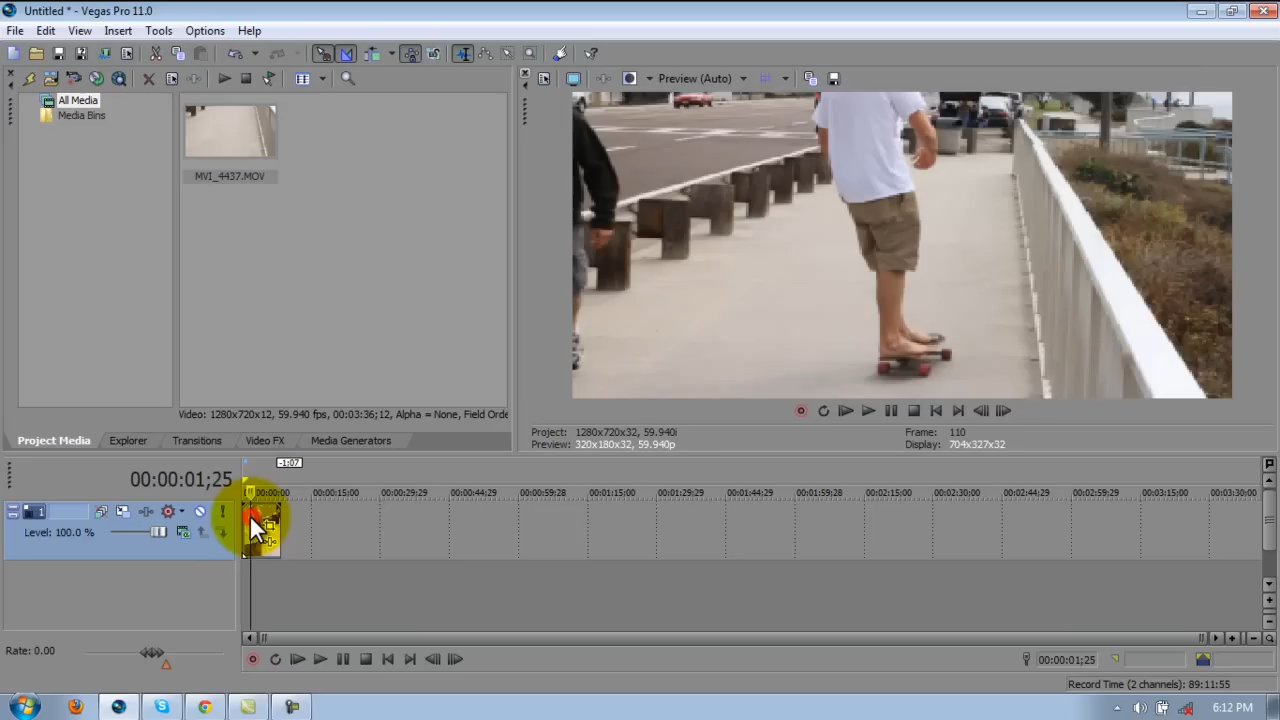 Untitled * - Vegas Pro 11.0
File Edit View Insert Tools Options Help
Preview (Auto)
All Media
Media Bins
MVI_4437.MOV
Video: 1280x720x12, 59.940 fps, 00:03:36;12, Alpha = None, Field Orde
Project Media Explorer Transitions Video FX Media Generators
Project: 1280x720x32, 59.940i Frame: 110
Preview: 320x180x32, 59.940p Display: 704x327x32
-1;07
00:00:01;25
00:00:00 00:00:15:00 00:00:29:29 00:00:44:29 00:00:59:28 00:01:15:00 00:01:29:29 00:01:44:29 00:01:59:28 00:02:15:00 00:02:29:29 00:02:44:29 00:02:59:28 00:03:15:00 00:03:30:00
1
Level: 100.0 %
Rate: 0.00
00:00:01;25
Record Time (2 channels): 89:11:55
6:12 PM